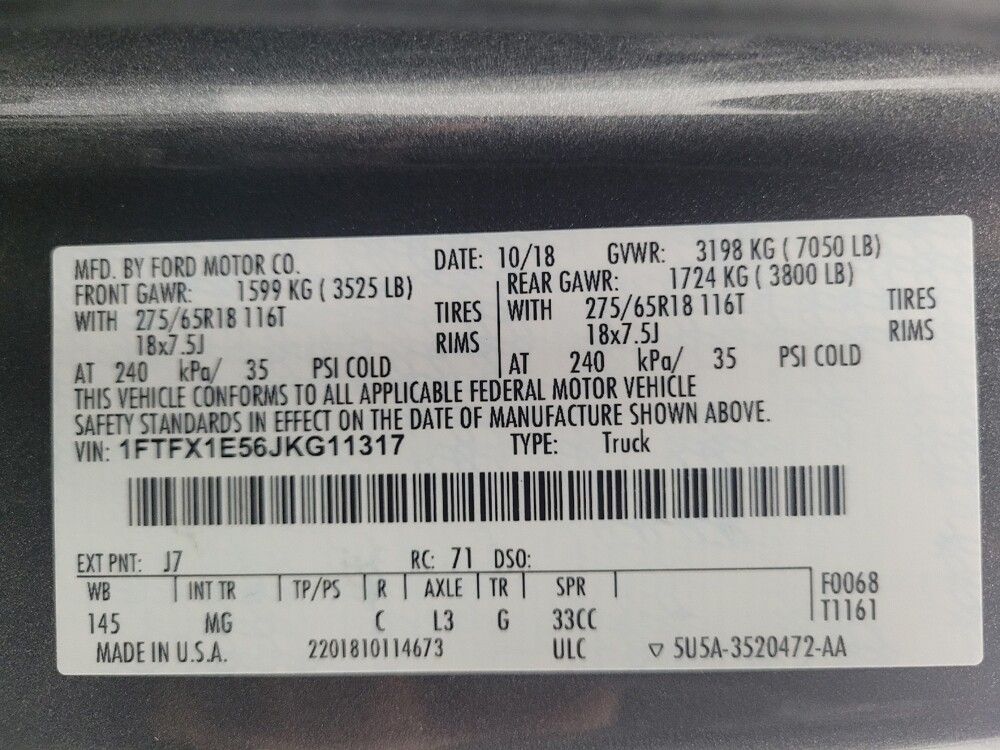 MFD. BY FORD MOTOR CO. DATE: 10/18 GVWR: 3198 KG ( 7050 LB)
FRONT GAWR: 1599 KG ( 3525 LB) REAR GAWR: 1724 KG ( 3800 LB)
WITH 275/65R18 116T TIRES WITH 275/65R18 116T TIRES
18x7.5J RIMS 18x7.5J RIMS
AT 240 kPa/ 35 PSI COLD AT 240 kPa/ 35 PSI COLD
THIS VEHICLE CONFORMS TO ALL APPLICABLE FEDERAL MOTOR VEHICLE
SAFETY STANDARDS IN EFFECT ON THE DATE OF MANUFACTURE SHOWN ABOVE.
VIN: 1FTFX1E56JKG11317 TYPE: Truck
EXT PNT: J7 RC: 71 DSO:
WB INT TR TP/PS R AXLE TR SPR F0068
145 MG C L3 G 33CC T1161
MADE IN U.S.A. 2201810114673 ULC ▽ 5U5A-3520472-AA